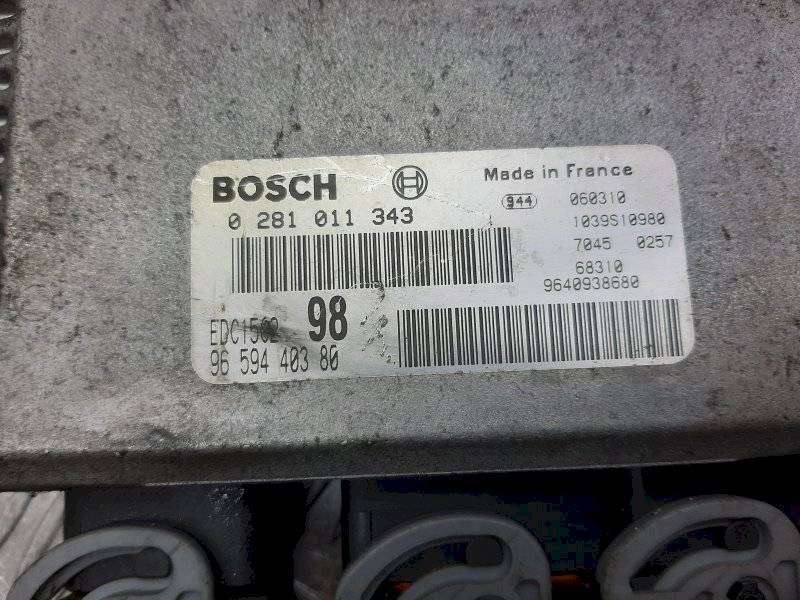 BOSCH
Made in France
0 281 011 343
944 060310
1039S10980
7045 0257
68310
9640938680
EDC15C2 98
96 594 403 80